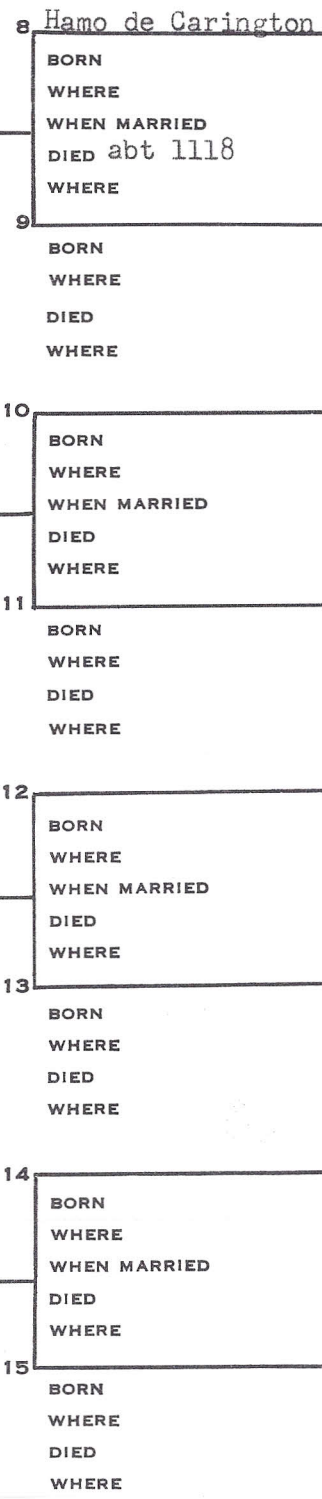 8 Hamo de Carington
BORN
WHERE
WHEN MARRIED
DIED abt 1118
WHERE
9
BORN
WHERE
DIED
WHERE
10
BORN
WHERE
WHEN MARRIED
DIED
WHERE
11
BORN
WHERE
DIED
WHERE
12
BORN
WHERE
WHEN MARRIED
DIED
WHERE
13
BORN
WHERE
DIED
WHERE
14
BORN
WHERE
WHEN MARRIED
DIED
WHERE
15
BORN
WHERE
DIED
WHERE